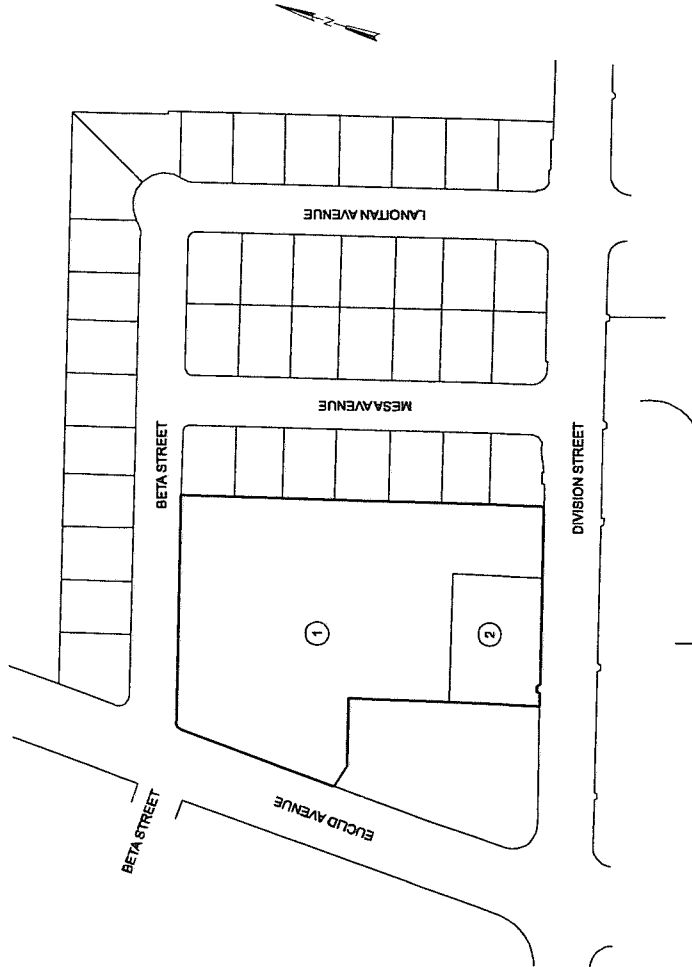 N
LANOITAN AVENUE
MESA AVENUE
BETA STREET
DIVISION STREET
1
2
BETA STREET
EUCLID AVENUE